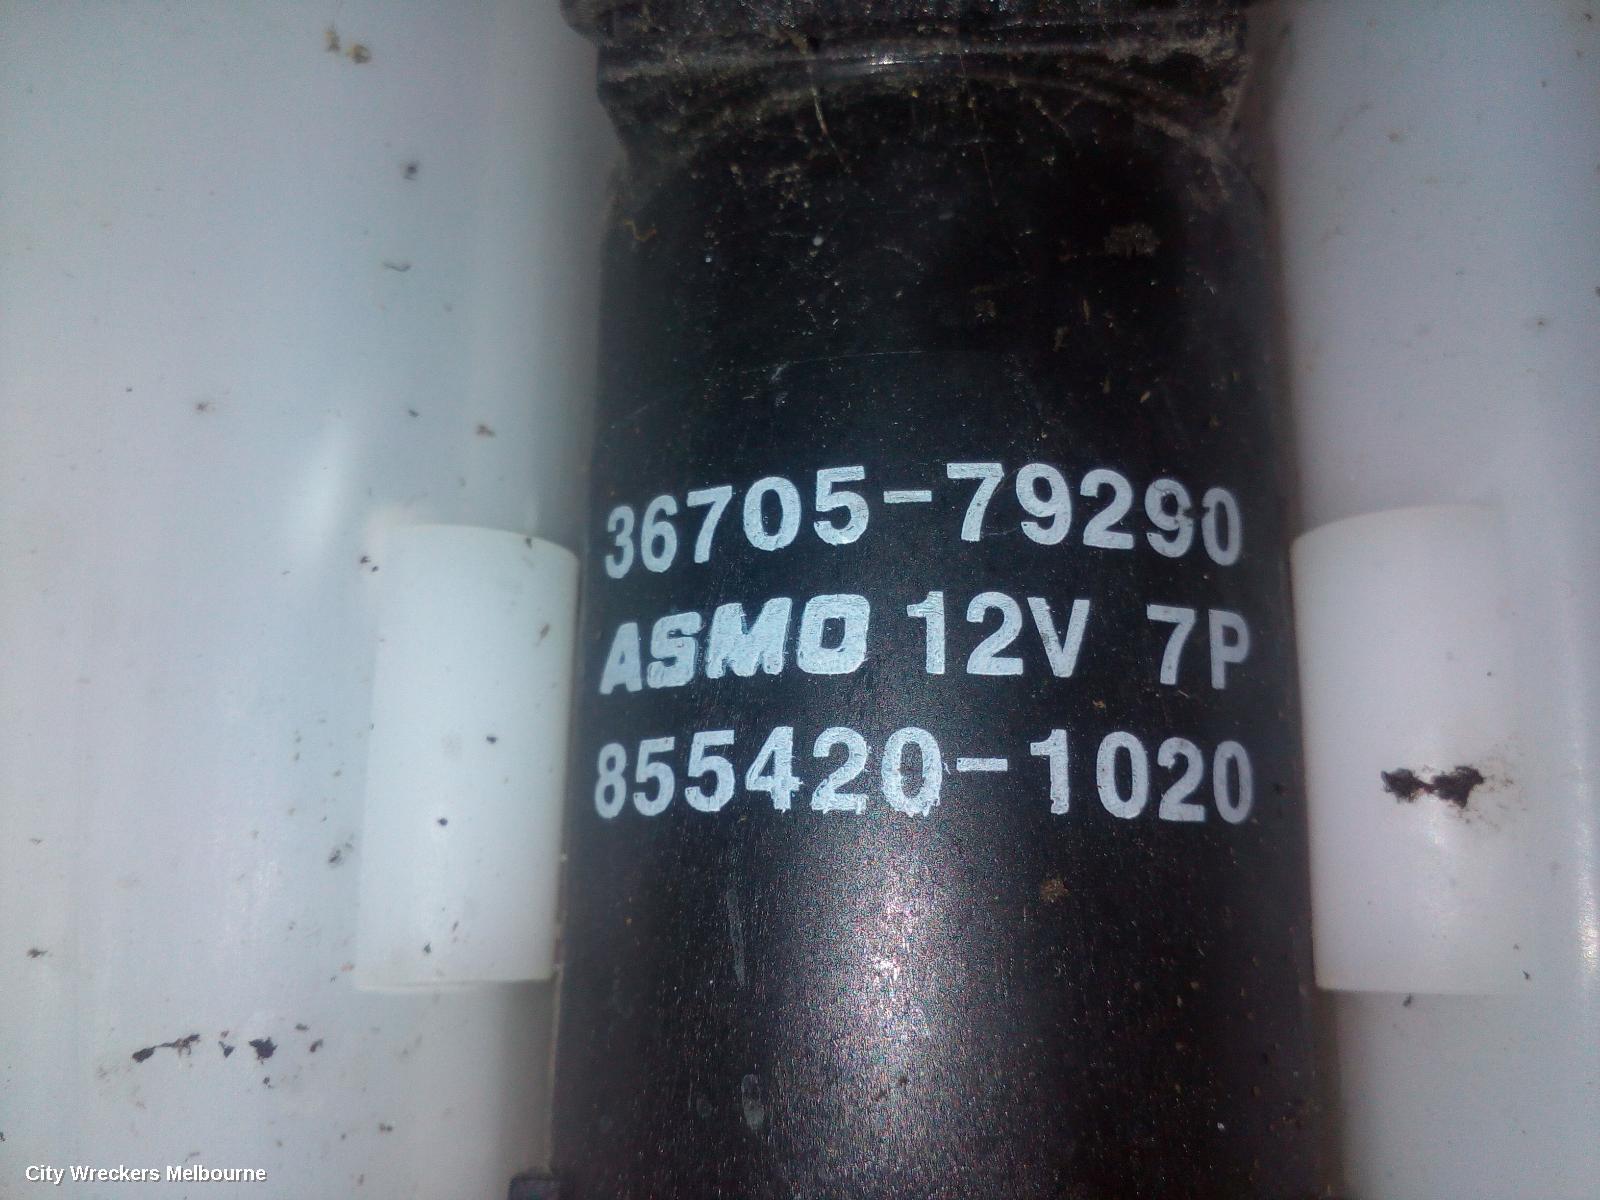 36705-79290
ASMO 12V 7P
855420-1020
City Wreckers Melbourne